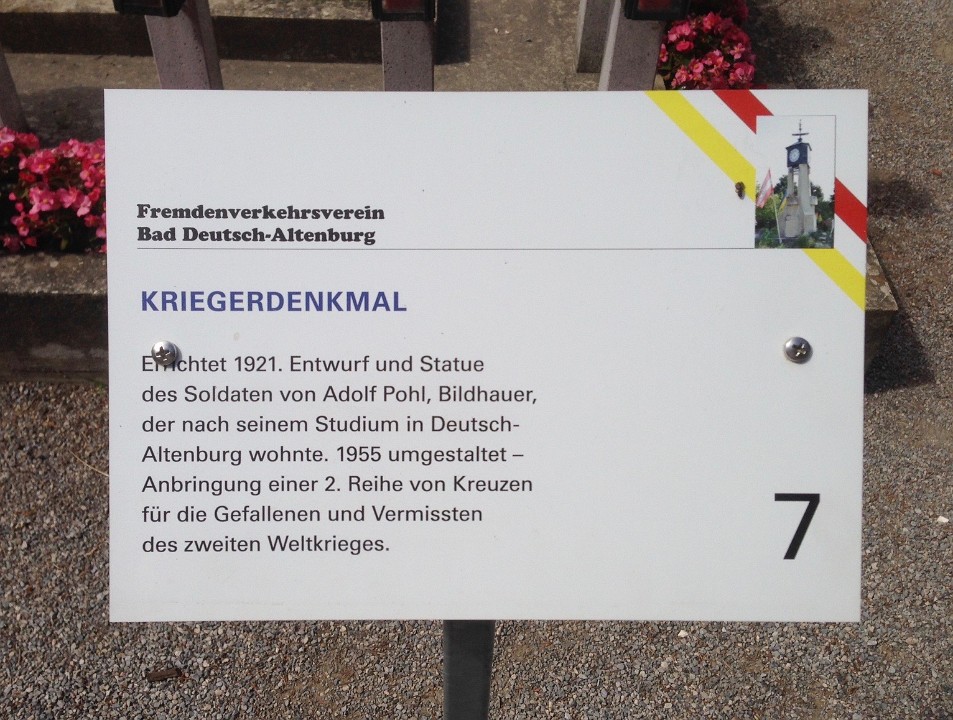 Fremdenverkehrsverein
Bad Deutsch-Altenburg
KRIEGERDENKMAL
Errichtet 1921. Entwurf und Statue
des Soldaten von Adolf Pohl, Bildhauer,
der nach seinem Studium in Deutsch-
Altenburg wohnte. 1955 umgestaltet –
Anbringung einer 2. Reihe von Kreuzen
für die Gefallenen und Vermissten
des zweiten Weltkrieges.
7